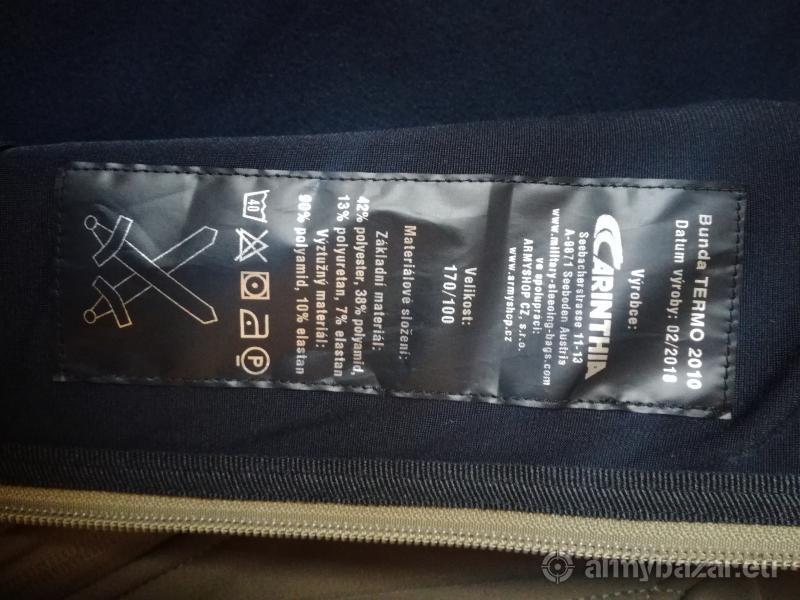 Bunda TERMO 2010
Datum výroby: 02/2018
Výrobce:
CARINTHIA
Seebacherstrasse 11-13
A-9871 Seeboden Austria
www.military-sleeping-bags.com
ve spolupráci:
ARMYSHOP CZ, s.r.o.
www.armyshop.cz
Velikost:
170/100
Materiálové složení:
Základní materiál:
42% polyester, 38% polyamid,
13% polyuretan, 7% elastan
Výztužný materiál:
90% polyamid, 10% elastan
40
P
armybazar.eu